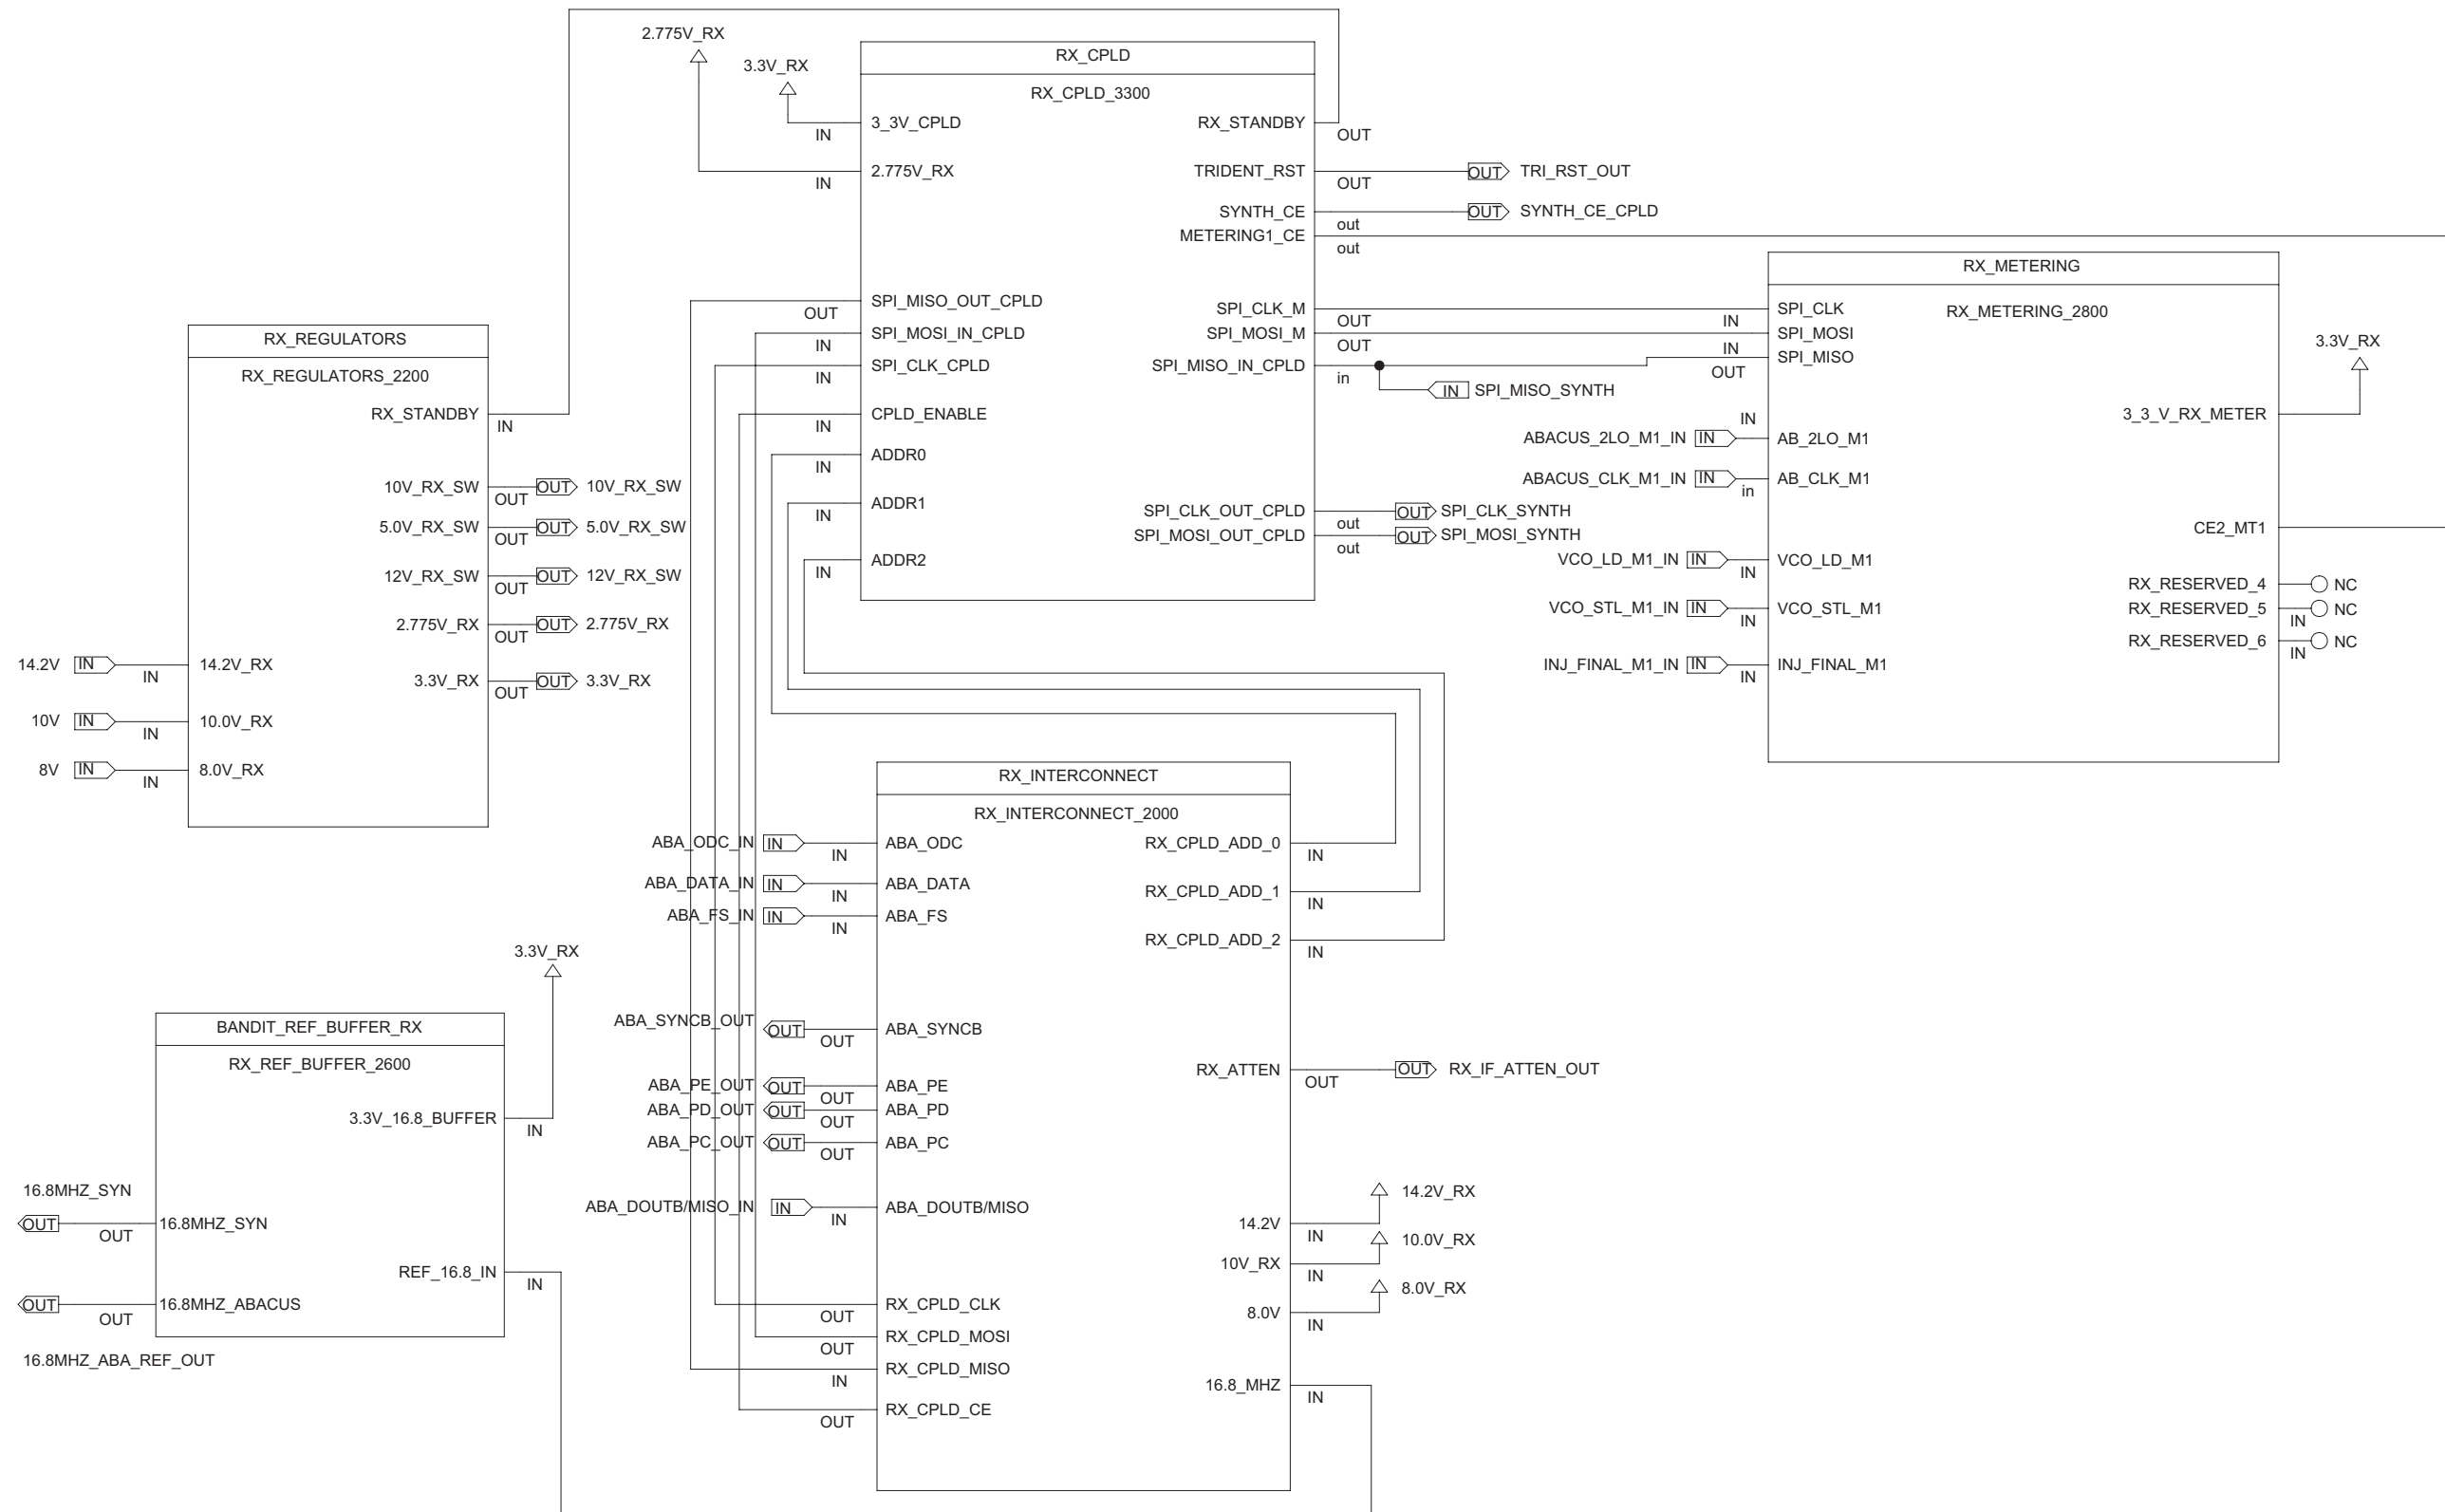 2.775V_RX
3.3V_RX
RX_CPLD
RX_CPLD_3300
3_3V_CPLD
IN
2.775V_RX
IN
RX_STANDBY
OUT
TRIDENT_RST
OUT
OUT
TRI_RST_OUT
SYNTH_CE
out
OUT
SYNTH_CE_CPLD
METERING1_CE
out
SPI_MISO_OUT_CPLD
OUT
SPI_MOSI_IN_CPLD
IN
SPI_CLK_CPLD
IN
CPLD_ENABLE
IN
ADDR0
IN
ADDR1
IN
ADDR2
IN
SPI_CLK_M
OUT
SPI_MOSI_M
OUT
SPI_MISO_IN_CPLD
in
IN
SPI_MISO_SYNTH
SPI_CLK_OUT_CPLD
out
OUT
SPI_CLK_SYNTH
SPI_MOSI_OUT_CPLD
out
OUT
SPI_MOSI_SYNTH
RX_METERING
RX_METERING_2800
IN
SPI_CLK
IN
SPI_MOSI
OUT
SPI_MISO
3.3V_RX
3_3_V_RX_METER
IN
ABACUS_2LO_M1_IN
IN
AB_2LO_M1
ABACUS_CLK_M1_IN
IN
in
AB_CLK_M1
CE2_MT1
VCO_LD_M1_IN
IN
IN
VCO_LD_M1
VCO_STL_M1_IN
IN
IN
VCO_STL_M1
INJ_FINAL_M1_IN
IN
IN
INJ_FINAL_M1
RX_RESERVED_4
NC
RX_RESERVED_5
IN
NC
RX_RESERVED_6
IN
NC
RX_REGULATORS
RX_REGULATORS_2200
RX_STANDBY
IN
10V_RX_SW
OUT
OUT
10V_RX_SW
5.0V_RX_SW
OUT
OUT
5.0V_RX_SW
12V_RX_SW
OUT
OUT
12V_RX_SW
2.775V_RX
OUT
OUT
2.775V_RX
3.3V_RX
OUT
OUT
3.3V_RX
14.2V
IN
IN
14.2V_RX
10V
IN
IN
10.0V_RX
8V
IN
IN
8.0V_RX
RX_INTERCONNECT
RX_INTERCONNECT_2000
ABA_ODC_IN
IN
IN
ABA_ODC
ABA_DATA_IN
IN
IN
ABA_DATA
ABA_FS_IN
IN
IN
ABA_FS
RX_CPLD_ADD_0
IN
RX_CPLD_ADD_1
IN
RX_CPLD_ADD_2
IN
ABA_SYNCB_OUT
OUT
OUT
ABA_SYNCB
ABA_PE_OUT
OUT
OUT
ABA_PE
ABA_PD_OUT
OUT
OUT
ABA_PD
ABA_PC_OUT
OUT
OUT
ABA_PC
ABA_DOUTB/MISO_IN
IN
IN
ABA_DOUTB/MISO
RX_ATTEN
OUT
OUT
RX_IF_ATTEN_OUT
14.2V
IN
14.2V_RX
10V_RX
IN
10.0V_RX
8.0V
IN
8.0V_RX
RX_CPLD_CLK
OUT
RX_CPLD_MOSI
OUT
RX_CPLD_MISO
IN
RX_CPLD_CE
OUT
16.8_MHZ
IN
3.3V_RX
BANDIT_REF_BUFFER_RX
RX_REF_BUFFER_2600
3.3V_16.8_BUFFER
IN
16.8MHZ_SYN
OUT
OUT
16.8MHZ_SYN
REF_16.8_IN
IN
OUT
OUT
16.8MHZ_ABACUS
16.8MHZ_ABA_REF_OUT